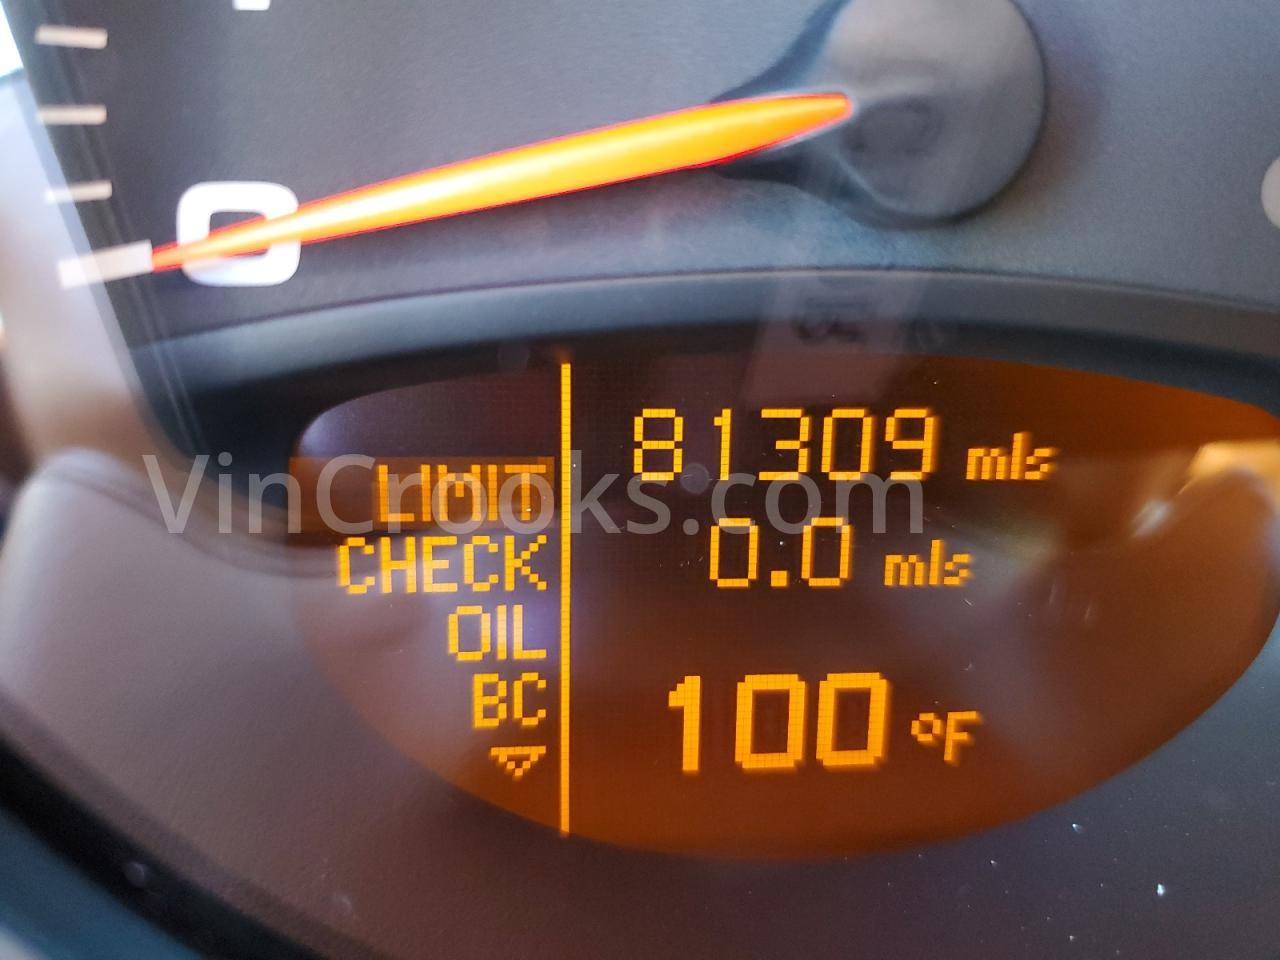 0
81309 mls
LIMIT
VinCrooks.com
CHECK
0.0 mls
OIL
BC
100 °F